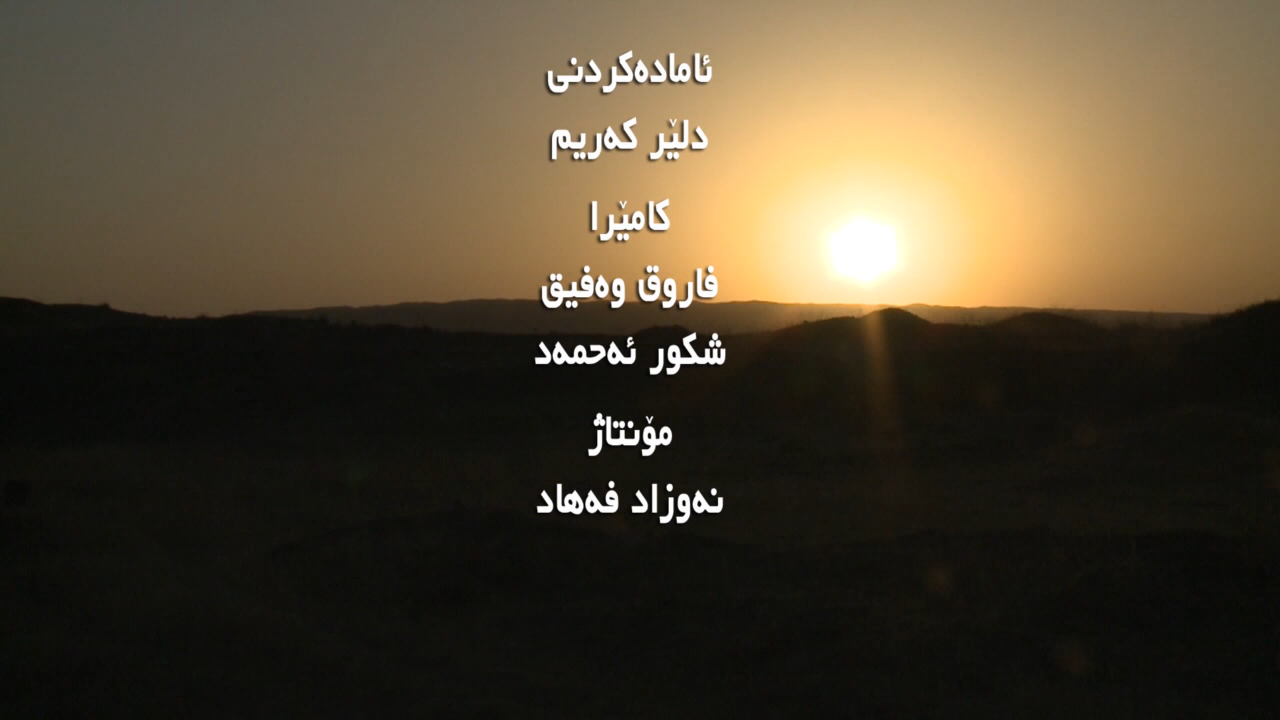 ئامادەکردنی
دلێر کەریم
کامێرا
فاروق وەفیق
شکور ئەحمەد
مۆنتاژ
نەوزاد فەهاد